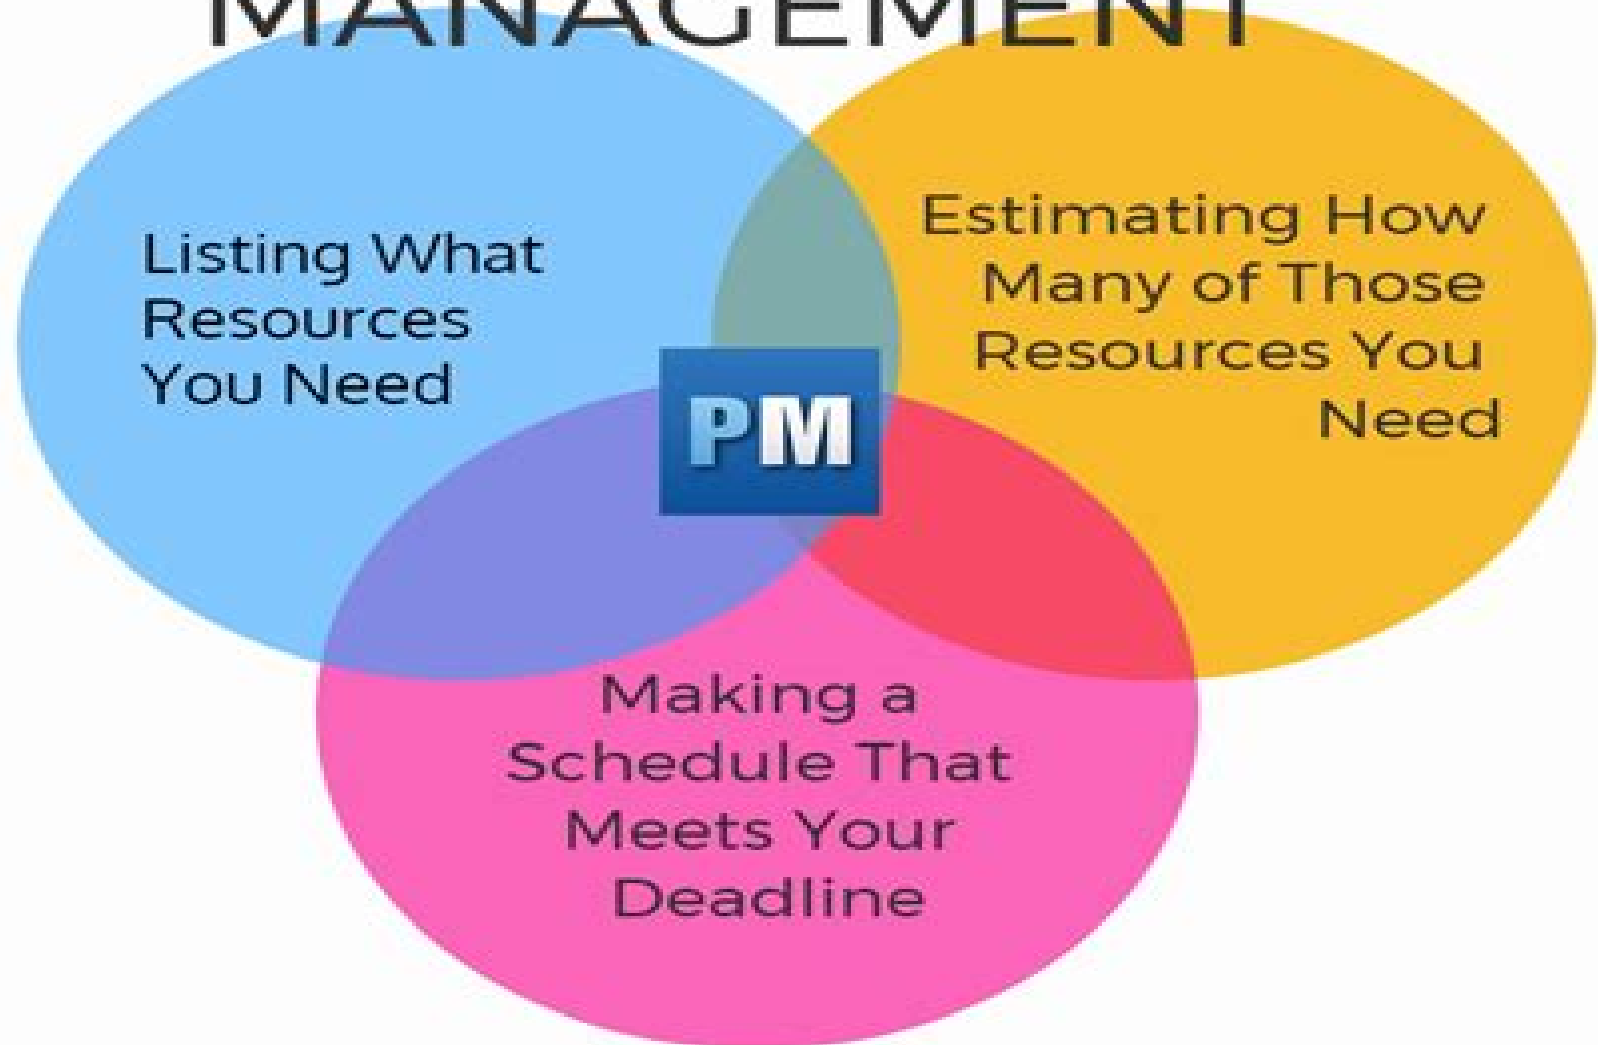 MANAGEMENT
Listing What
Resources
You Need
Estimating How
Many of Those
Resources You
Need
PM
Making a
Schedule That
Meets Your
Deadline